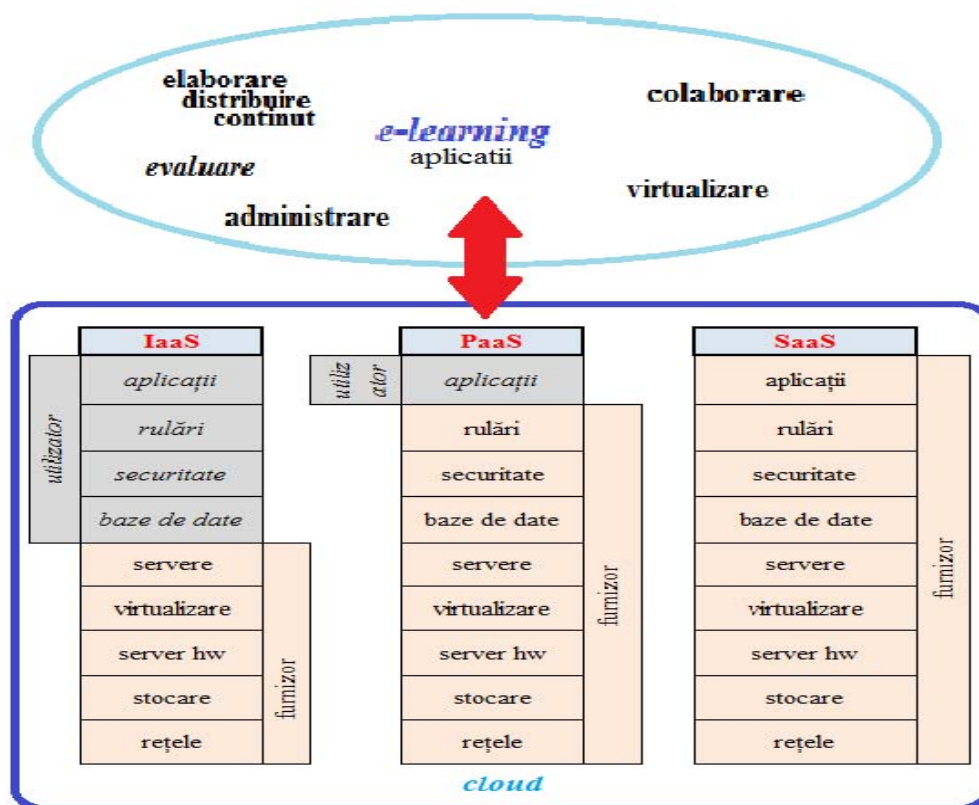 elaborare
distribuire
continut
colaborare
e-learning
aplicatii
evaluare
virtualizare
administrare
IaaS
utilizator
aplicații
rulări
securitate
baze de date
servere
virtualizare
server hw
stocare
rețele
furnizor
PaaS
utiliz
ator
aplicații
rulări
securitate
baze de date
servere
virtualizare
server hw
stocare
rețele
furnizor
SaaS
aplicații
rulări
securitate
baze de date
servere
virtualizare
server hw
stocare
rețele
furnizor
cloud